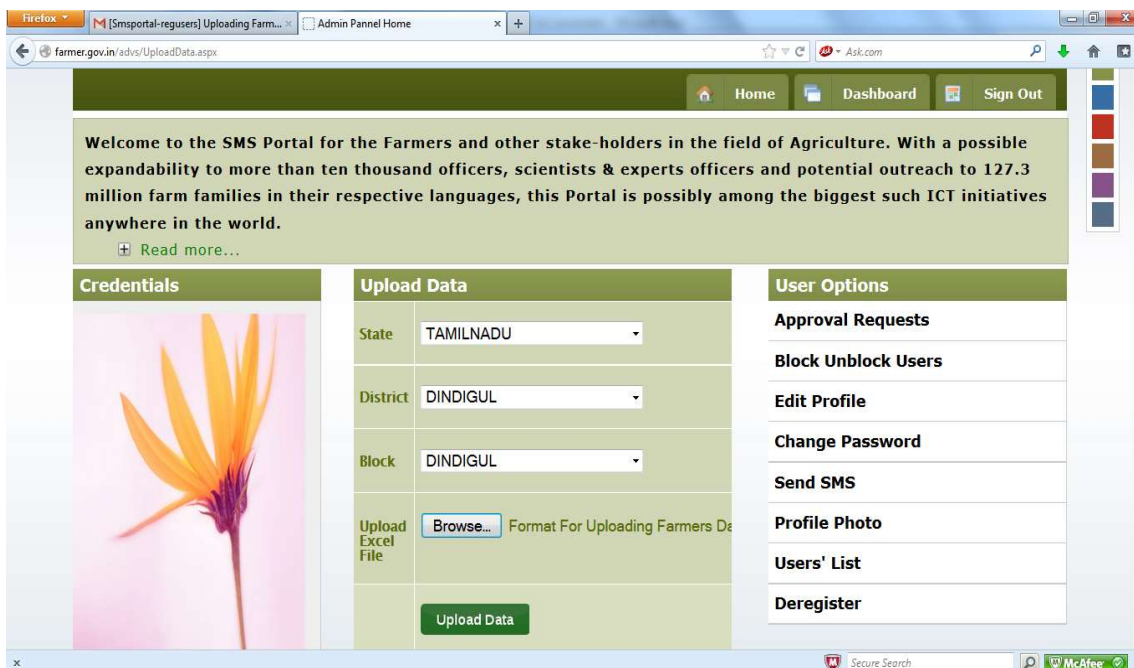 Firefox
[Smsportal-regusers] Uploading Farm...
Admin Pannel Home
farmer.gov.in/advs/UploadData.aspx
Ask.com
Home
Dashboard
Sign Out
Welcome to the SMS Portal for the Farmers and other stake-holders in the field of Agriculture. With a possible
expandability to more than ten thousand officers, scientists & experts officers and potential outreach to 127.3
million farm families in their respective languages, this Portal is possibly among the biggest such ICT initiatives
anywhere in the world.
Read more...
Credentials
Upload Data
State
TAMILNADU
District
DINDIGUL
Block
DINDIGUL
Upload
Excel
File
Browse...
Format For Uploading Farmers Da
Upload Data
User Options
Approval Requests
Block Unblock Users
Edit Profile
Change Password
Send SMS
Profile Photo
Users' List
Deregister
x
Secure Search
McAfee